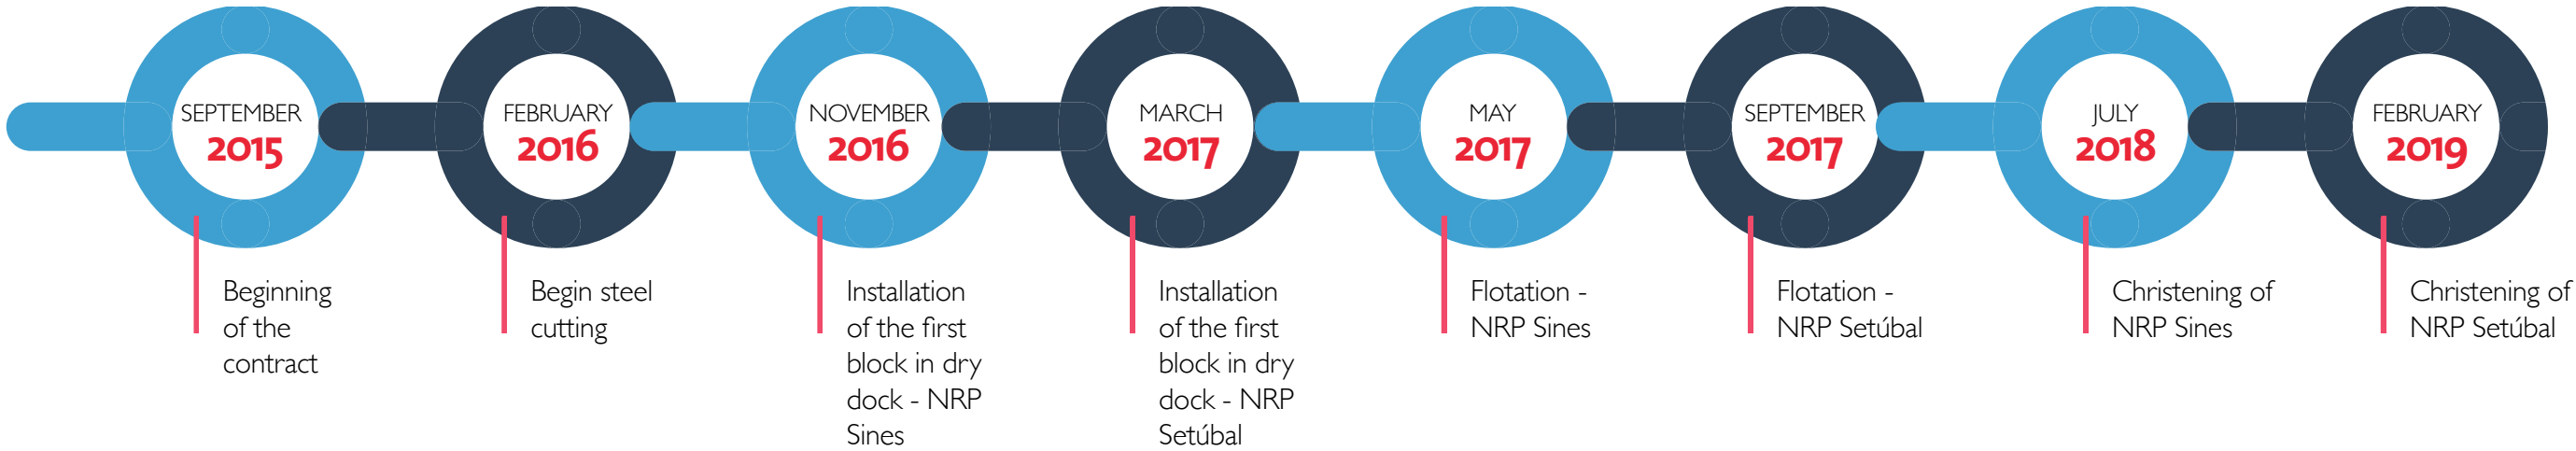 SEPTEMBER
2015
FEBRUARY
2016
NOVEMBER
2016
MARCH
2017
MAY
2017
SEPTEMBER
2017
JULY
2018
FEBRUARY
2019
Beginning
of the
contract
Begin steel
cutting
Installation
of the first
block in dry
dock - NRP
Sines
Installation
of the first
block in dry
dock - NRP
Setúbal
Flotation -
NRP Sines
Flotation -
NRP Setúbal
Christening of
NRP Sines
Christening of
NRP Setúbal